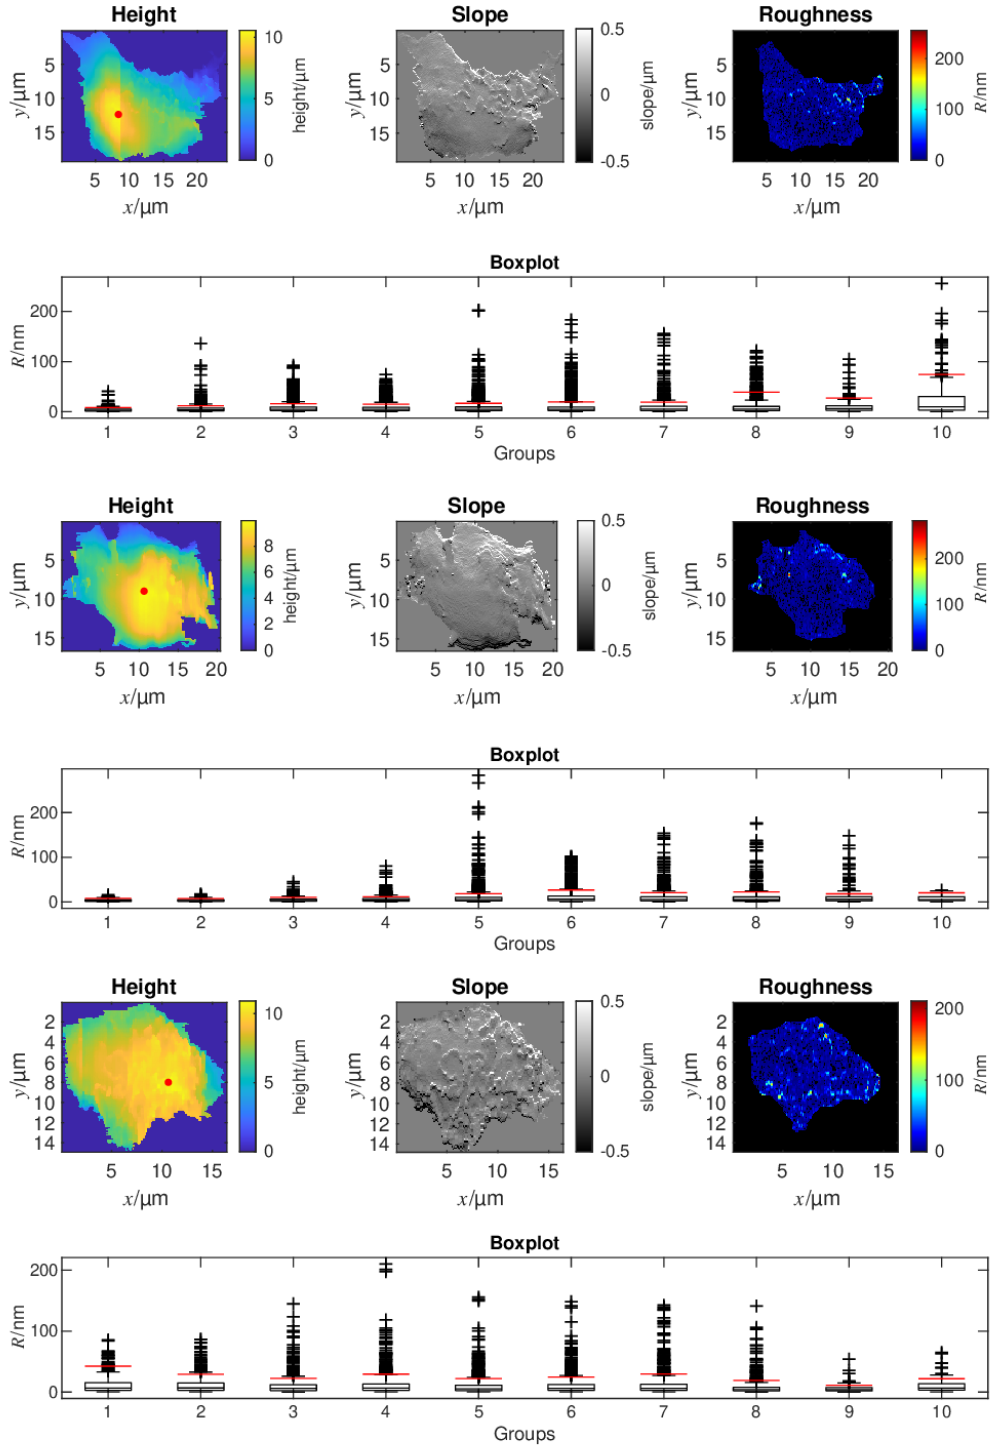 Height Slope Roughness
10 0.5 200
5 5 5
y/µm 10 height/µm 5 y/µm 10 slope/µm 0 y/µm 10 R/nm 100
15 15 15
0 -0.5 0
5 10 15 20 5 10 15 20 5 10 15 20
x/µm x/µm x/µm
Boxplot
200
R/nm 100
0
1 2 3 4 5 6 7 8 9 10
Groups
Height Slope Roughness
0.5
8
5 6 5 5 200
y/µm 10 height/µm 4 y/µm 10 slope/µm 0 y/µm 10 R/nm 100
2
15 0 15 -0.5 15 0
5 10 15 20 5 10 15 20 5 10 15 20
x/µm x/µm x/µm
Boxplot
200
R/nm 100
0
1 2 3 4 5 6 7 8 9 10
Groups
Height Slope Roughness
10 0.5 200
2 2 2
4 4 4
6 6 6
y/µm 8 height/µm 5 y/µm 8 slope/µm 0 y/µm 8 R/nm 100
10 10 10
12 12 12
14 14 14
0 -0.5 0
5 10 15 5 10 15 5 10 15
x/µm x/µm x/µm
Boxplot
200
R/nm 100
0
1 2 3 4 5 6 7 8 9 10
Groups